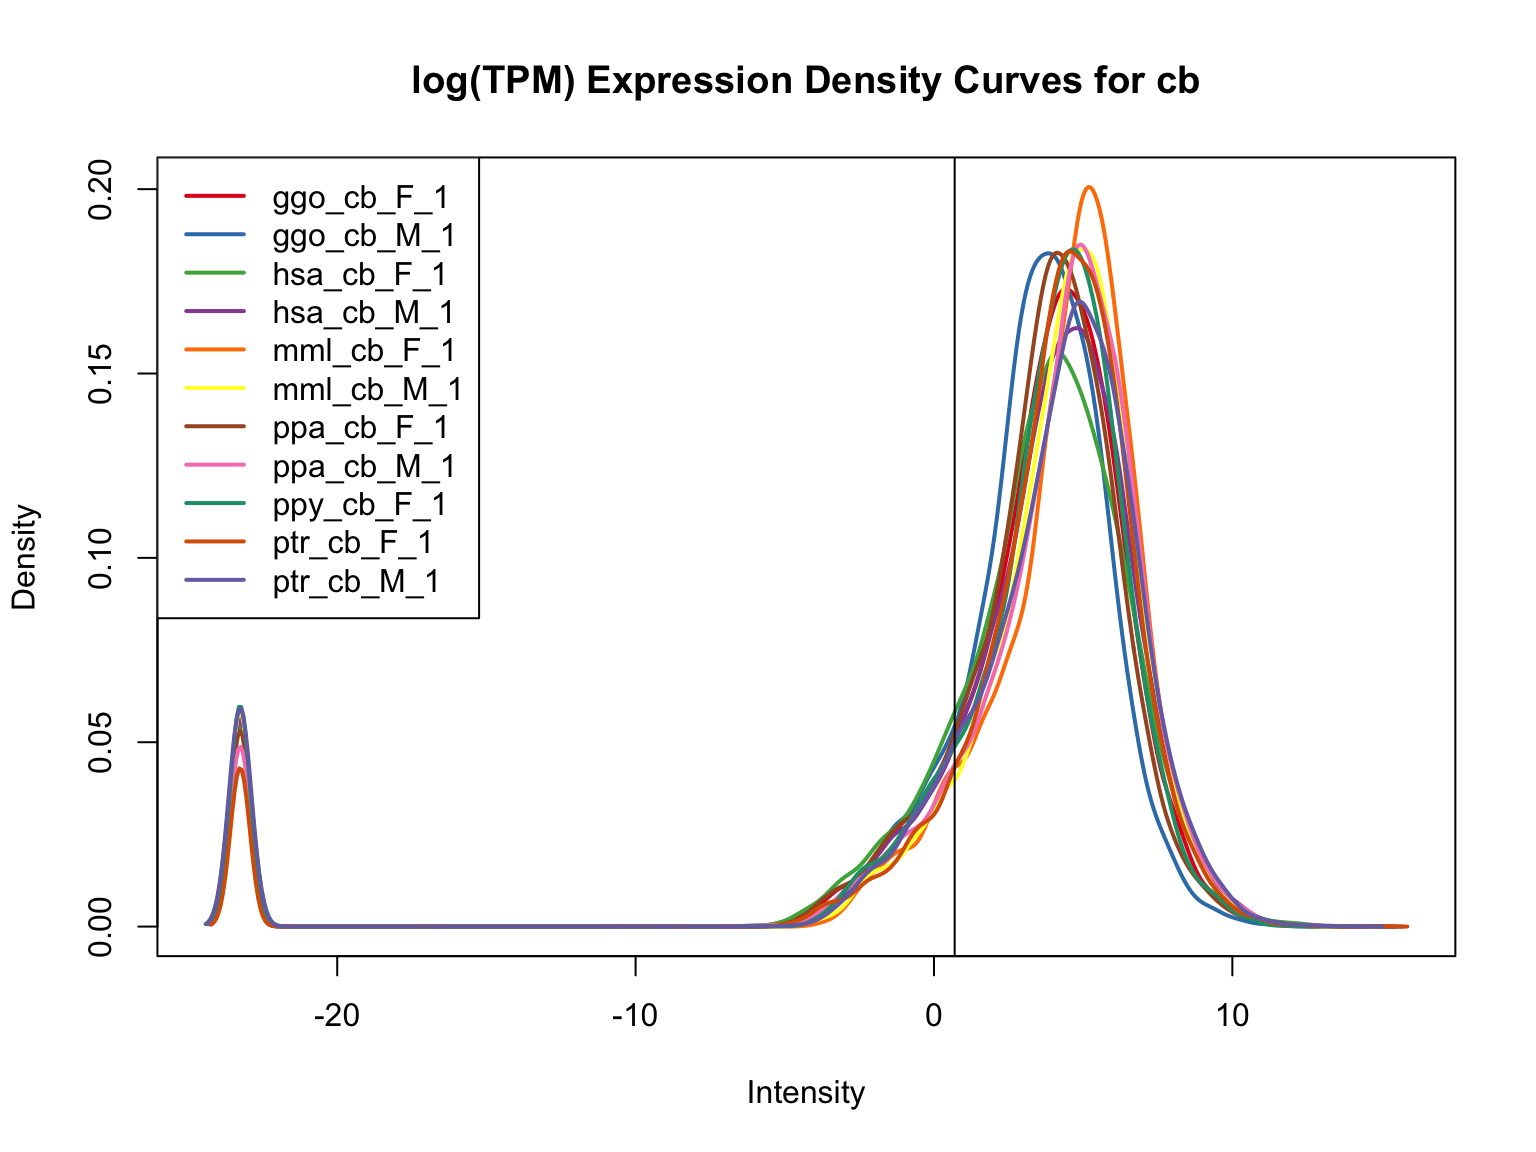 log(TPM) Expression Density Curves for cb
ggo_cb_F_1
ggo_cb_M_1
hsa_cb_F_1
hsa_cb_M_1
mml_cb_F_1
mml_cb_M_1
ppa_cb_F_1
ppa_cb_M_1
ppy_cb_F_1
ptr_cb_F_1
ptr_cb_M_1
Density
0.20
0.15
0.10
0.05
0.00
-20 -10 0 10
Intensity